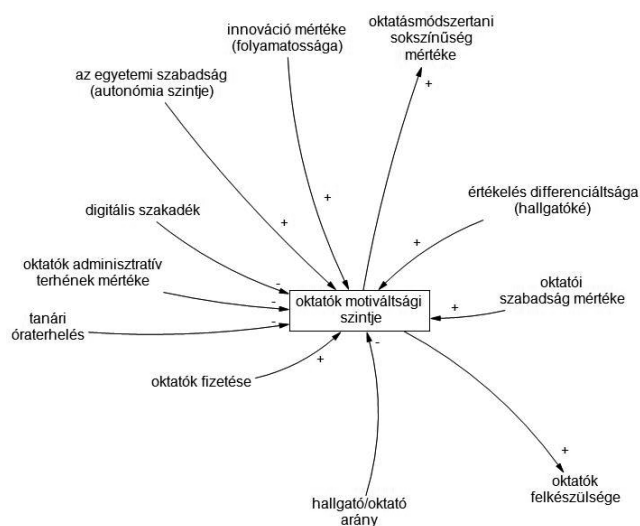 oktatásmódszertani
sokszínűség
mértéke
innováció mértéke
(folyamatossága)
az egyetemi szabadság
(autonómia szintje)
+
+
értékelés differenciáltsága
(hallgatóké)
digitális szakadék
+
+
+
oktatók adminisztratív
terhének mértéke
-
-
-
oktatók motiváltsági
szintje
+
oktatói
szabadság mértéke
tanári
óraterhelés
oktatók fizetése
+
-
+
oktatók
felkészülsége
hallgató/oktató
arány